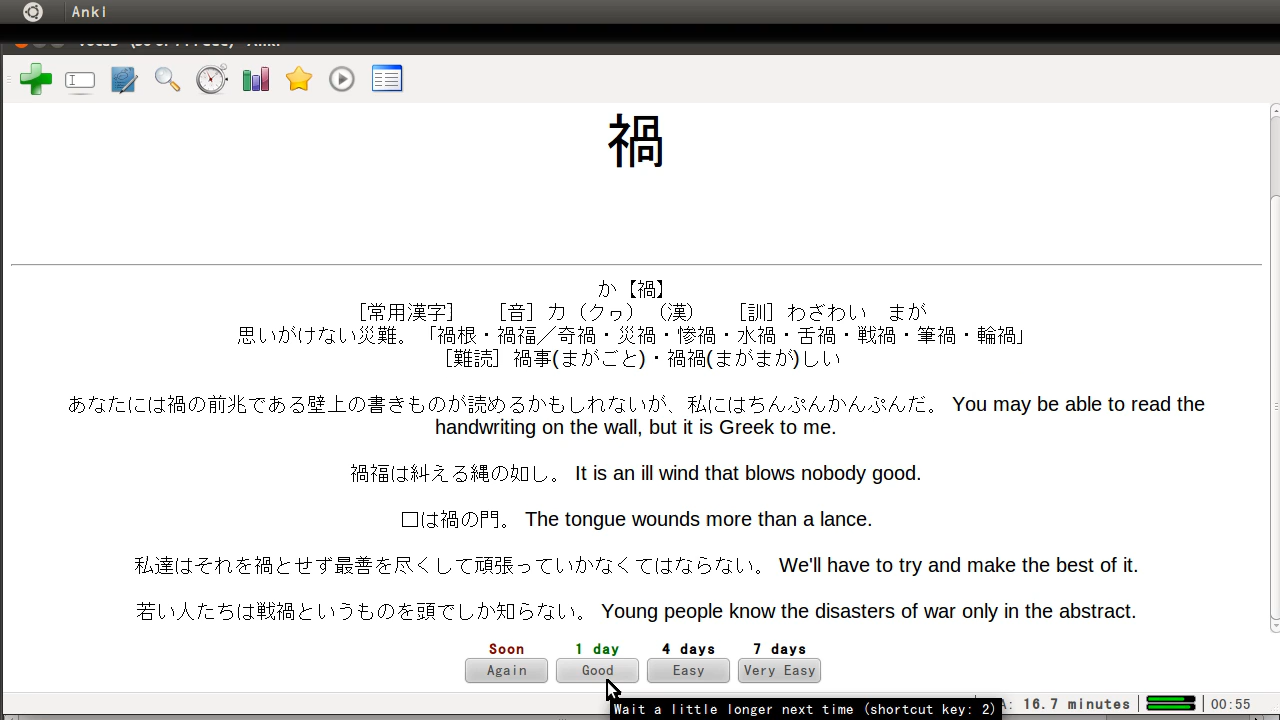 Anki
禍
か【禍】
［常用漢字］　［音］カ（クヮ）（漢）　［訓］わざわい　まが
思いがけない災難。「禍根・禍福／奇禍・災禍・惨禍・水禍・舌禍・戦禍・筆禍・輪禍」
［難読］禍事(まがごと)・禍禍(まがまが)しい
あなたには禍の前兆である壁上の書きものが読めるかもしれないが、私にはちんぷんかんぷんだ。 You may be able to read the
handwriting on the wall, but it is Greek to me.
禍福は糾える縄の如し。 It is an ill wind that blows nobody good.
口は禍の門。 The tongue wounds more than a lance.
私達はそれを禍とせず最善を尽くして頑張っていかなくてはならない。 We'll have to try and make the best of it.
若い人たちは戦禍というものを頭でしか知らない。 Young people know the disasters of war only in the abstract.
Soon 1 day 4 days 7 days
Again Good Easy Very Easy
16.7 minutes 00:55
Wait a little longer next time (shortcut key: 2)